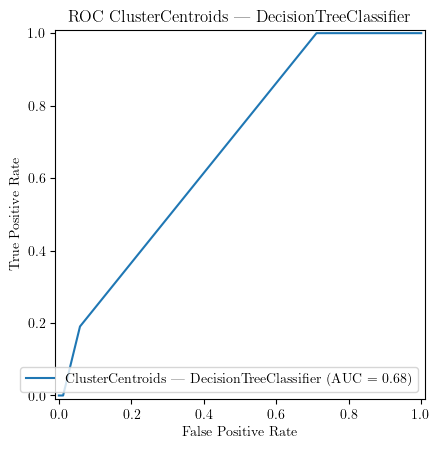 ROC ClusterCentroids — DecisionTreeClassifier
1.0
0.8
0.6
0.4
0.2
0.0
True Positive Rate
ClusterCentroids — DecisionTreeClassifier (AUC = 0.68)
0.0 0.2 0.4 0.6 0.8 1.0
False Positive Rate